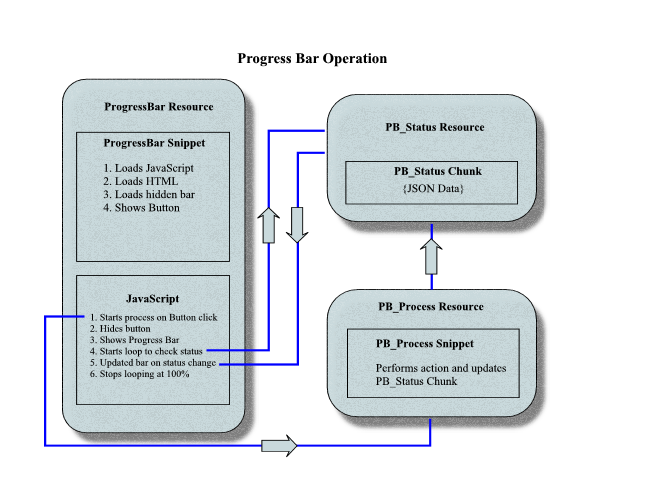 Progress Bar Operation
ProgressBar Resource
ProgressBar Snippet
1. Loads JavaScript
2. Loads HTML
3. Loads hidden bar
4. Shows Button
JavaScript
1. Starts process on Button click
2. Hides button
3. Shows Progress Bar
4. Starts loop to check status
5. Updated bar on status change
6. Stops looping at 100%
PB_Status Resource
PB_Status Chunk
{JSON Data}
PB_Process Resource
PB_Process Snippet
Performs action and updates
PB_Status Chunk